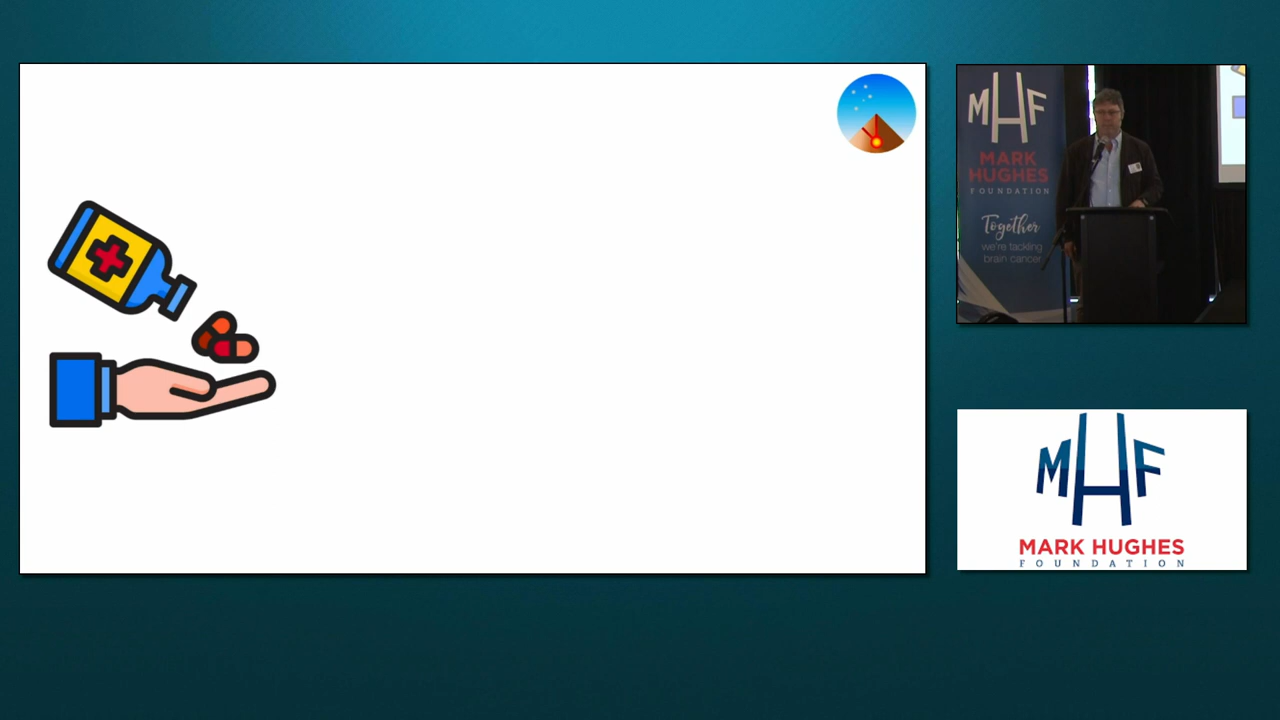 MHF
MARK
HUGHES
FOUNDATION
Together
we're tackling
brain cancer
MHF
MARK HUGHES
FOUNDATION